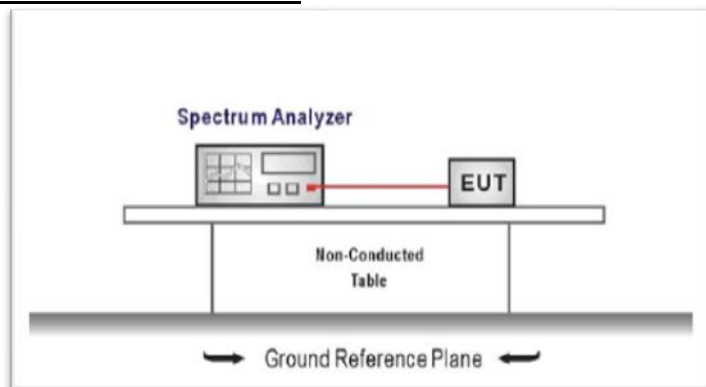 Spectrum Analyzer
EUT
Non-Conducted
Table
Ground Reference Plane